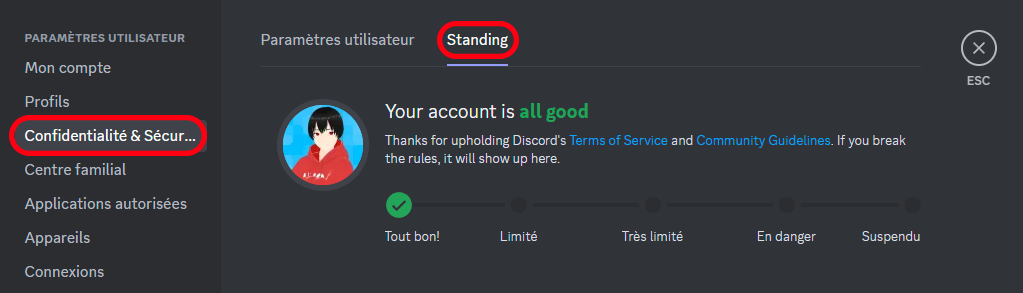 PARAMÈTRES UTILISATEUR
Mon compte
Profils
Confidentialité & Sécur...
Centre familial
Applications autorisées
Appareils
Connexions
Paramètres utilisateur
Standing
ESC
Your account is all good
Thanks for upholding Discord's Terms of Service and Community Guidelines. If you break
the rules, it will show up here.
Tout bon!
Limité
Très limité
En danger
Suspendu